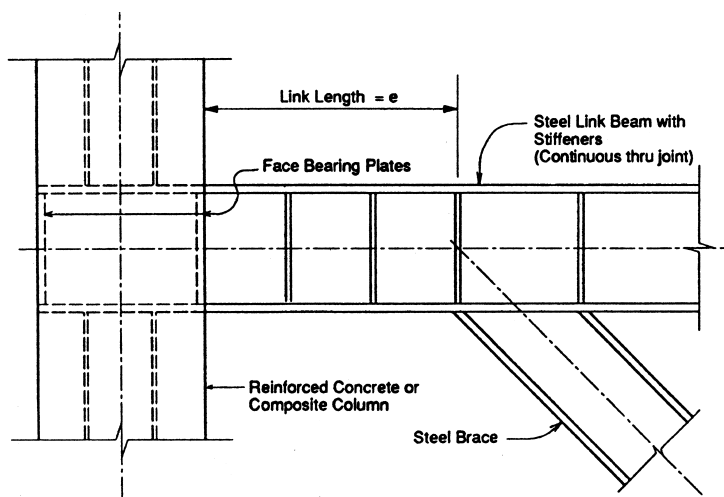 Link Length = e
Steel Link Beam with
Stiffeners
(Continuous thru joint)
Face Bearing Plates
Reinforced Concrete or
Composite Column
Steel Brace